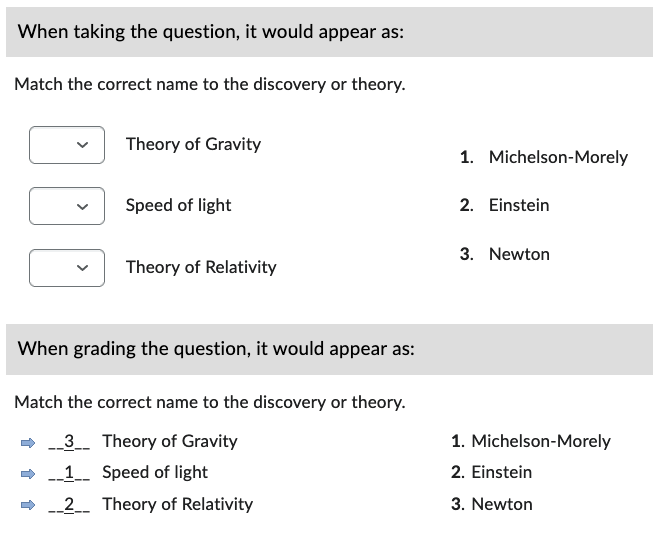 When taking the question, it would appear as:
Match the correct name to the discovery or theory.
Theory of Gravity
1. Michelson-Morely
Speed of light
2. Einstein
3. Newton
Theory of Relativity
When grading the question, it would appear as:
Match the correct name to the discovery or theory.
__3__ Theory of Gravity 1. Michelson-Morely
__1__ Speed of light 2. Einstein
__2__ Theory of Relativity 3. Newton